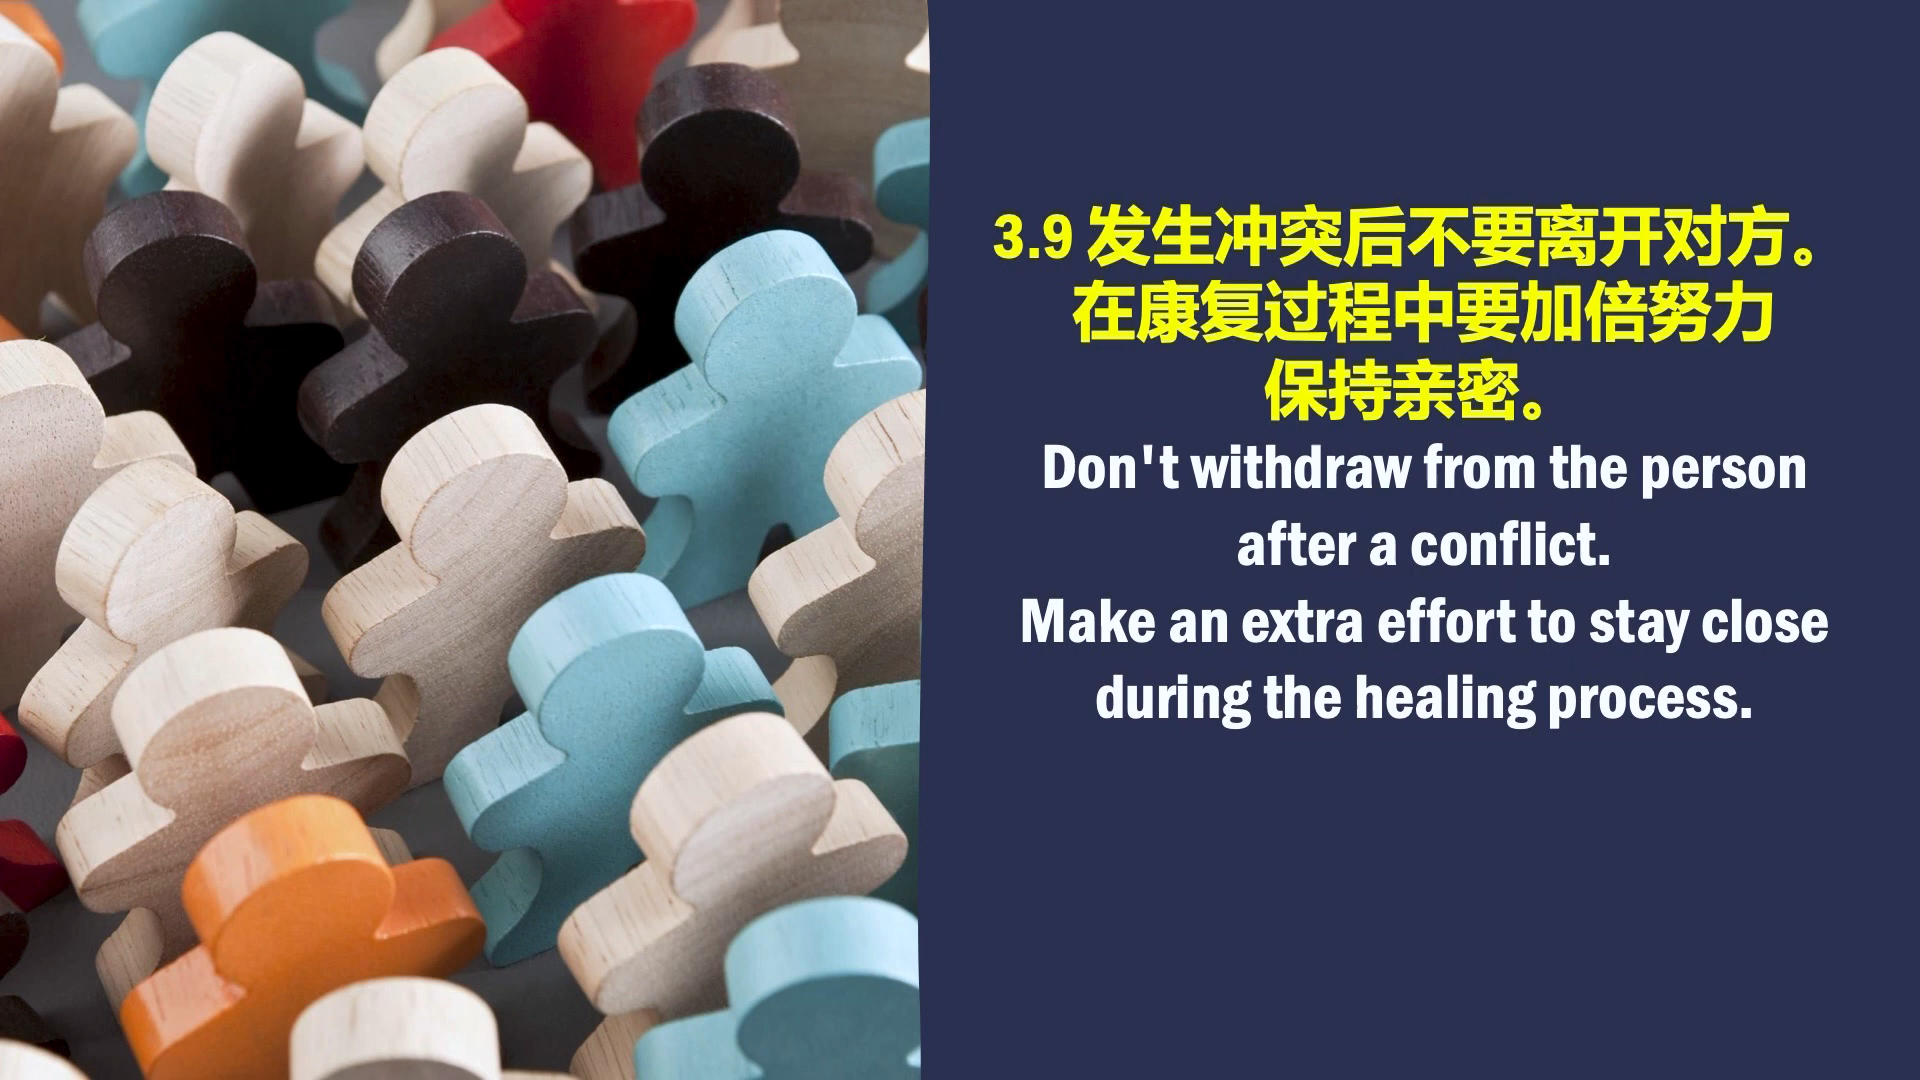 3.9 发生冲突后不要离开对方。
在康复过程中要加倍努力
保持亲密。
Don't withdraw from the person
after a conflict.
Make an extra effort to stay close
during the healing process.